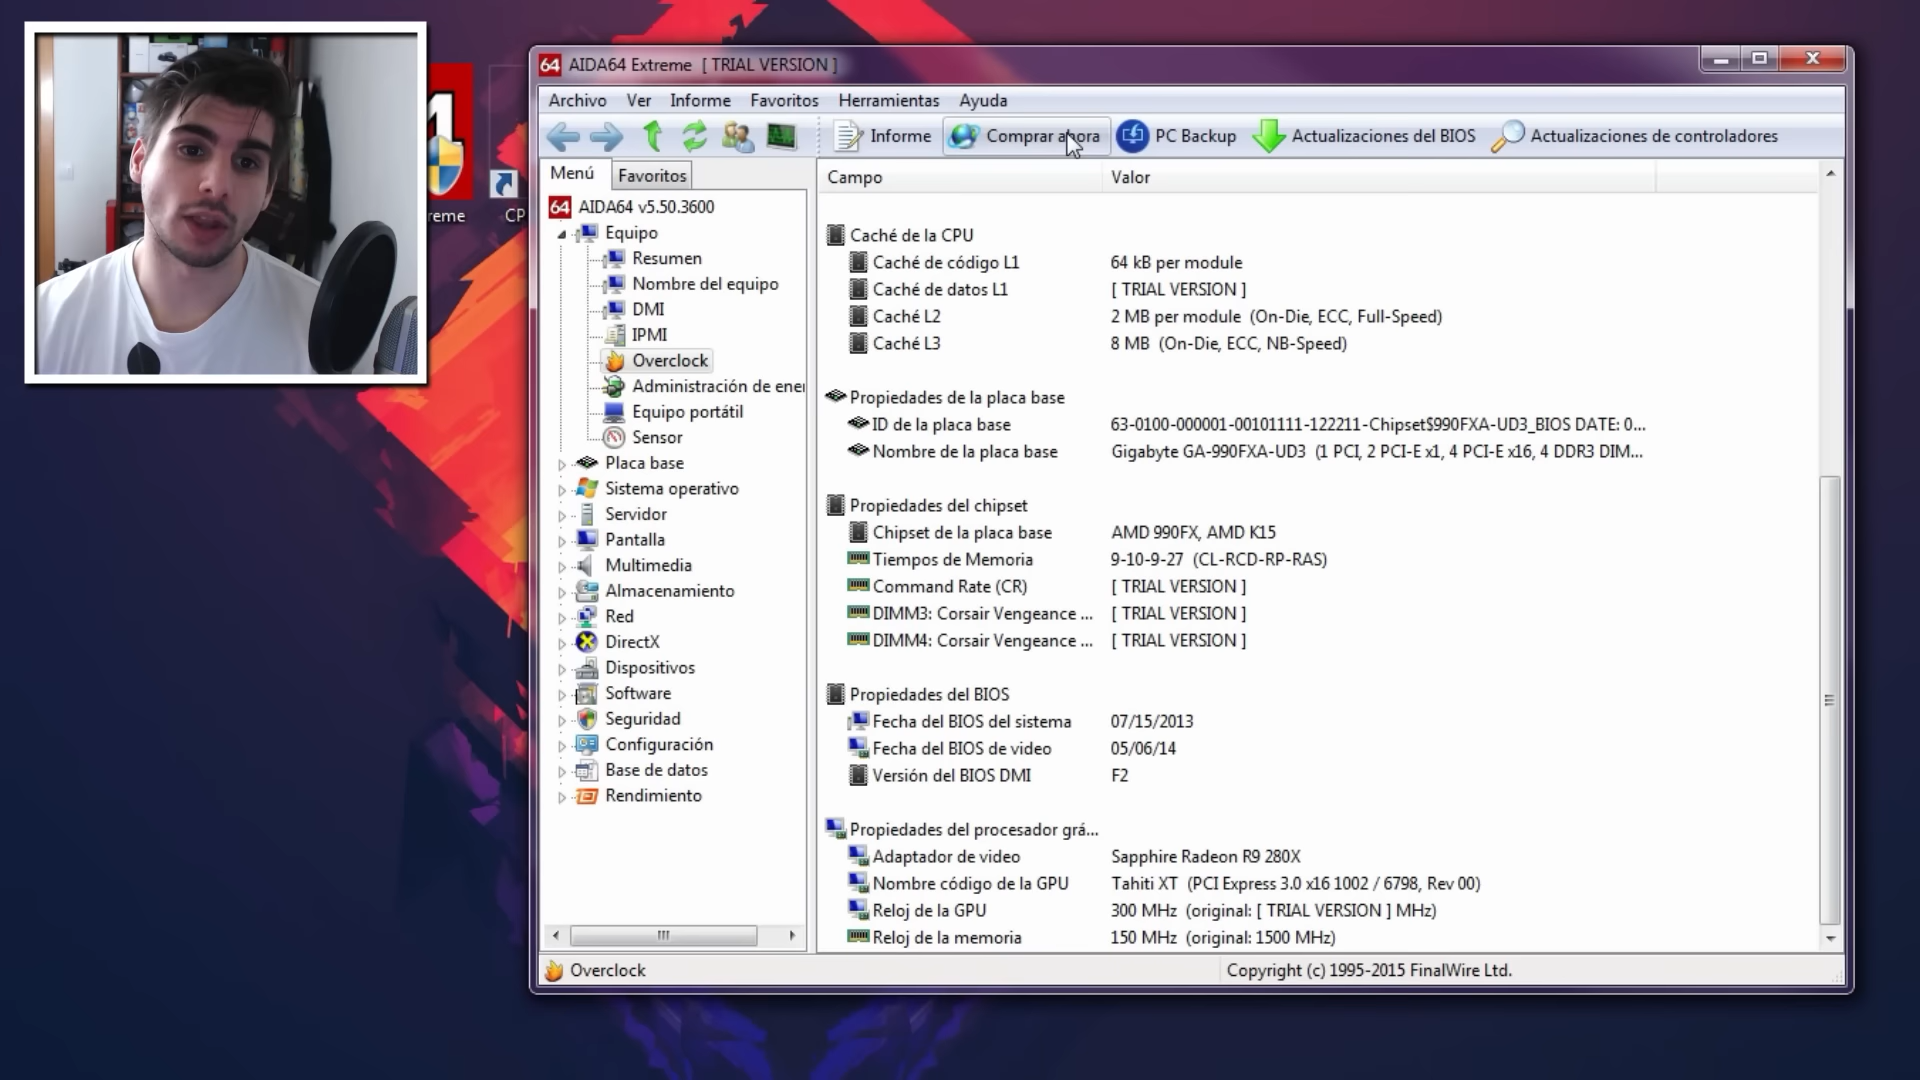 reme
CP
64 AIDA64 Extreme [ TRIAL VERSION ]
Archivo Ver Informe Favoritos Herramientas Ayuda
Informe Comprar ahora PC Backup Actualizaciones del BIOS Actualizaciones de controladores
Menú Favoritos
64 AIDA64 v5.50.3600
Equipo
Resumen
Nombre del equipo
DMI
IPMI
Overclock
Administración de ener
Equipo portátil
Sensor
Placa base
Sistema operativo
Servidor
Pantalla
Multimedia
Almacenamiento
Red
DirectX
Dispositivos
Software
Seguridad
Configuración
Base de datos
Rendimiento
Campo Valor
Caché de la CPU
Caché de código L1 64 kB per module
Caché de datos L1 [ TRIAL VERSION ]
Caché L2 2 MB per module (On-Die, ECC, Full-Speed)
Caché L3 8 MB (On-Die, ECC, NB-Speed)
Propiedades de la placa base
ID de la placa base 63-0100-000001-00101111-122211-Chipset$990FXA-UD3_BIOS DATE: 0...
Nombre de la placa base Gigabyte GA-990FXA-UD3 (1 PCI, 2 PCI-E x1, 4 PCI-E x16, 4 DDR3 DIM...
Propiedades del chipset
Chipset de la placa base AMD 990FX, AMD K15
Tiempos de Memoria 9-10-9-27 (CL-RCD-RP-RAS)
Command Rate (CR) [ TRIAL VERSION ]
DIMM3: Corsair Vengeance ... [ TRIAL VERSION ]
DIMM4: Corsair Vengeance ... [ TRIAL VERSION ]
Propiedades del BIOS
Fecha del BIOS del sistema 07/15/2013
Fecha del BIOS de video 05/06/14
Versión del BIOS DMI F2
Propiedades del procesador grá...
Adaptador de video Sapphire Radeon R9 280X
Nombre código de la GPU Tahiti XT (PCI Express 3.0 x16 1002 / 6798, Rev 00)
Reloj de la GPU 300 MHz (original: [ TRIAL VERSION ] MHz)
Reloj de la memoria 150 MHz (original: 1500 MHz)
Overclock Copyright (c) 1995-2015 FinalWire Ltd.